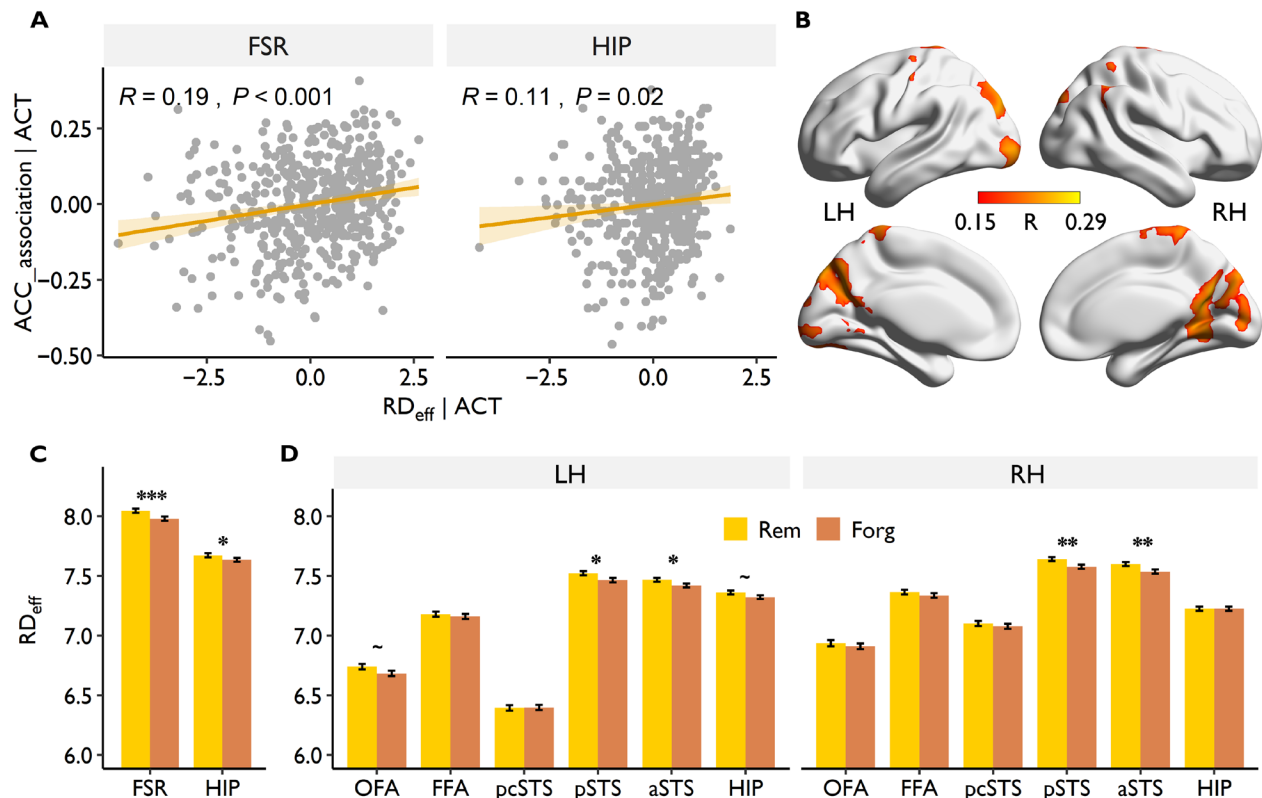 A
FSR
HIP
R = 0.19 , P < 0.001
R = 0.11 , P = 0.02
ACC_association | ACT
0.25
0.00
−0.25
−0.50
−2.5
0.0
2.5
−2.5
0.0
2.5
RDeff | ACT
B
LH
RH
0.15 R 0.29
C
RDeff
8.0
7.5
7.0
6.5
6.0
***
*
FSR
HIP
D
LH
RH
Rem
Forg
8.0
7.5
7.0
6.5
6.0
~
*
*
~
**
**
OFA
FFA
pcSTS
pSTS
aSTS
HIP
OFA
FFA
pcSTS
pSTS
aSTS
HIP